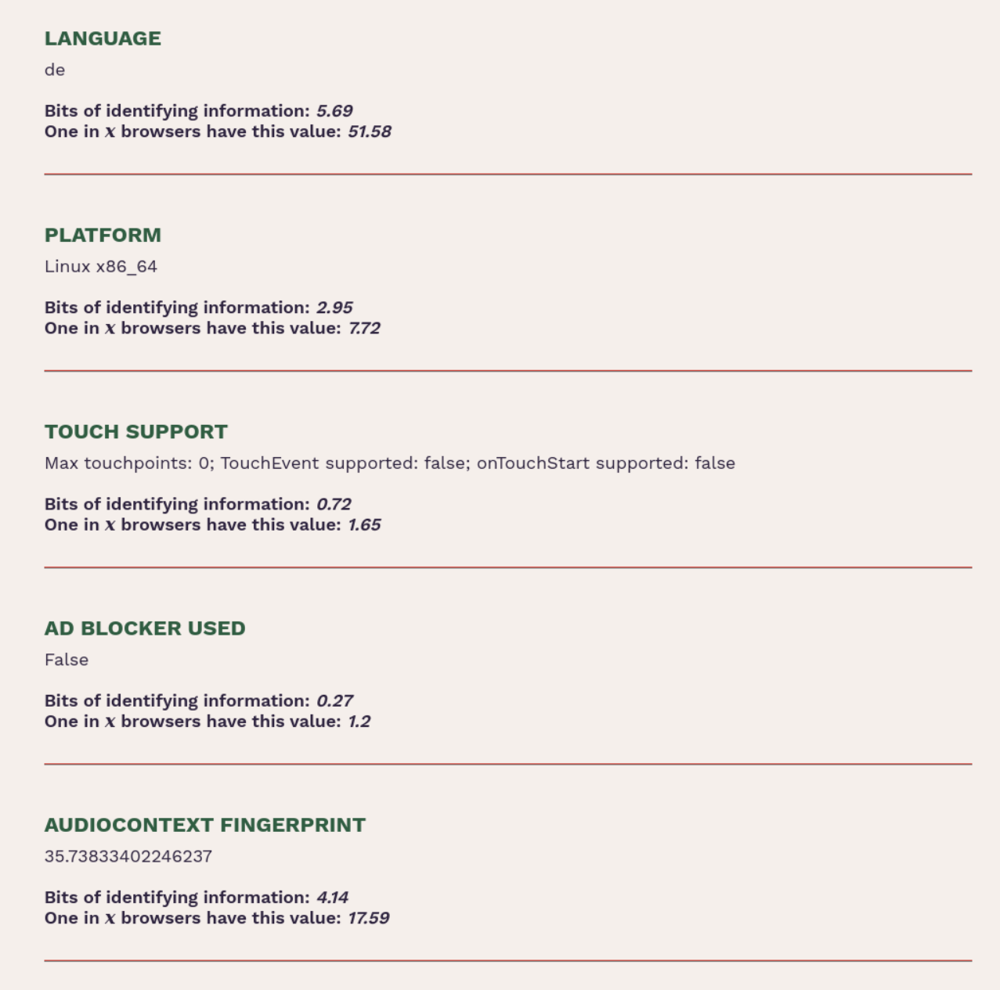 LANGUAGE
de
Bits of identifying information: 5.69
One in x browsers have this value: 51.58
PLATFORM
Linux x86_64
Bits of identifying information: 2.95
One in x browsers have this value: 7.72
TOUCH SUPPORT
Max touchpoints: 0; TouchEvent supported: false; onTouchStart supported: false
Bits of identifying information: 0.72
One in x browsers have this value: 1.65
AD BLOCKER USED
False
Bits of identifying information: 0.27
One in x browsers have this value: 1.2
AUDIOCONTEXT FINGERPRINT
35.73833402246237
Bits of identifying information: 4.14
One in x browsers have this value: 17.59